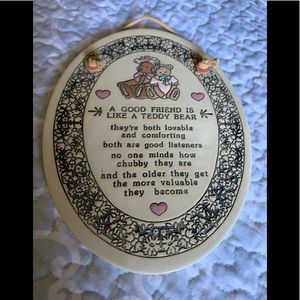 A GOOD FRIEND IS
LIKE A TEDDY BEAR
they're both lovable
and comforting
both are good listeners
no one minds how
chubby they are
and the older they get
the more valuable
they become